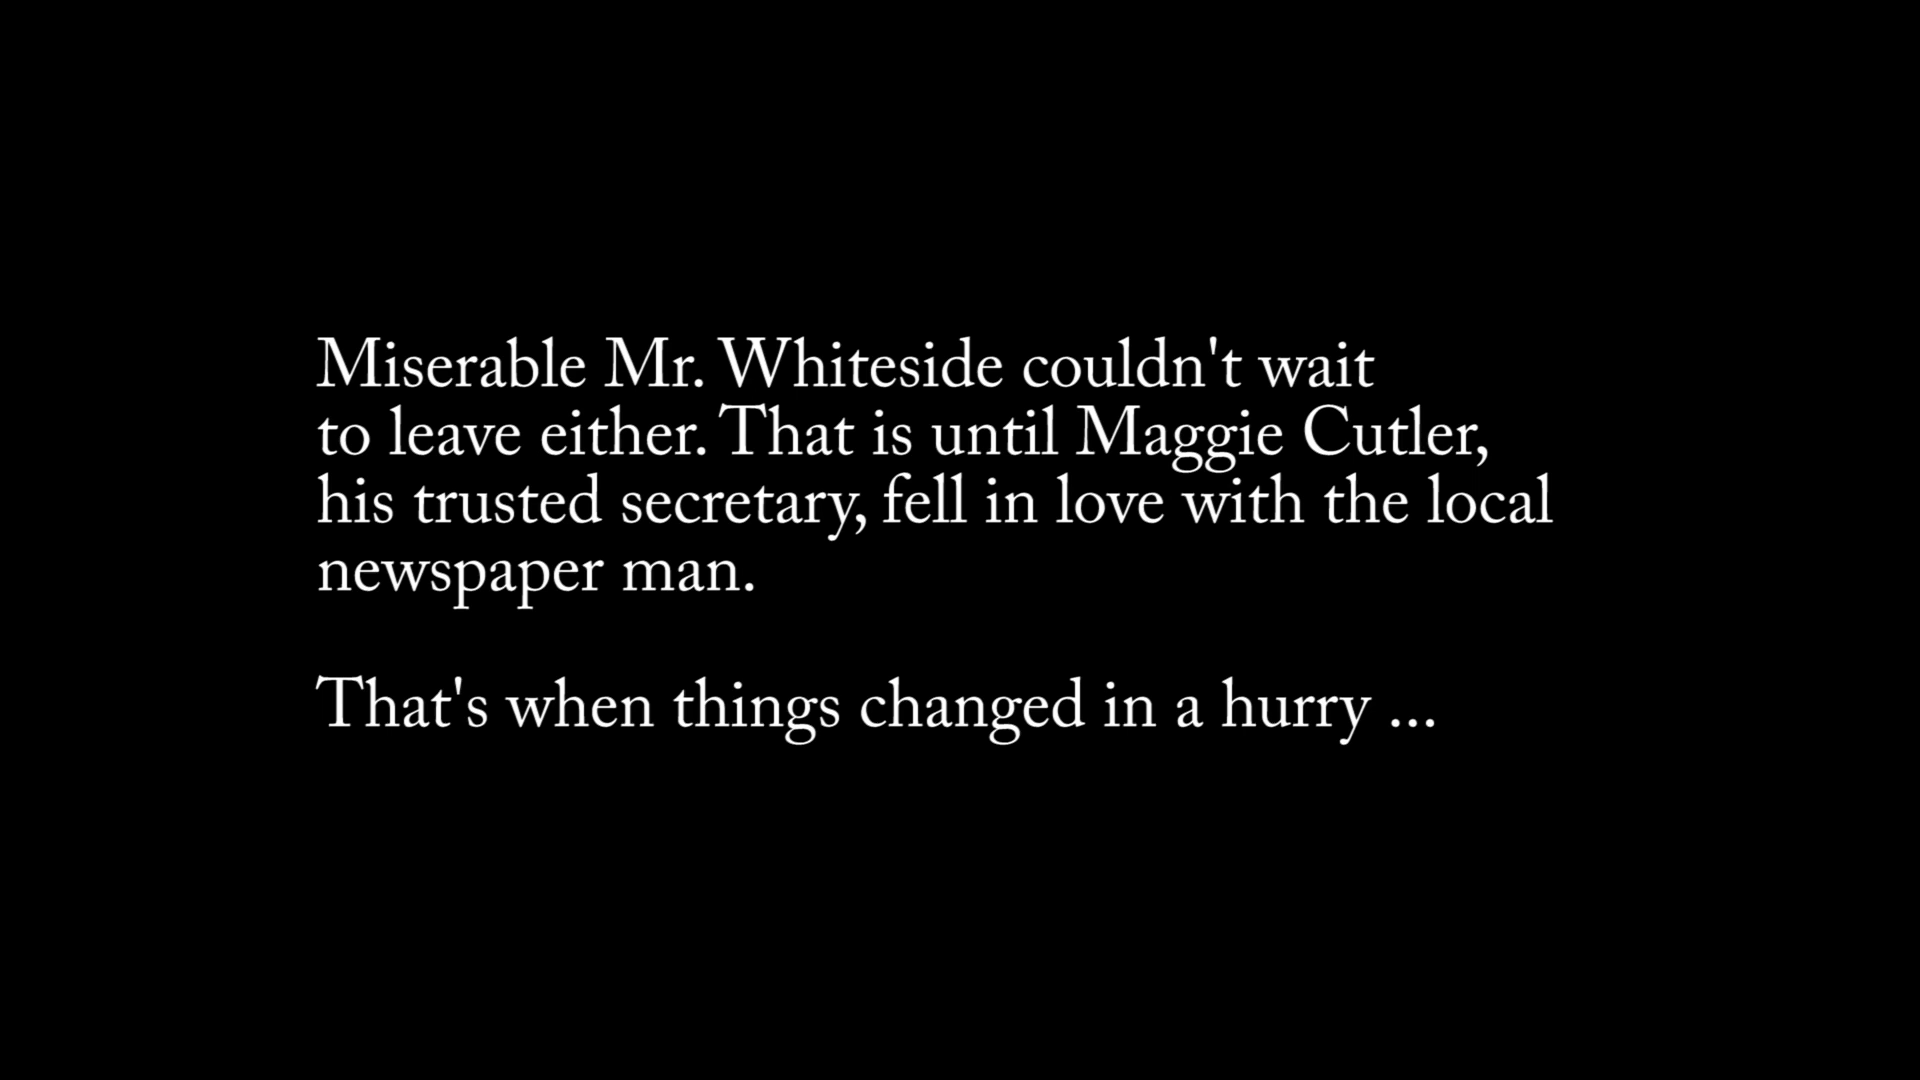 Miserable Mr. Whiteside couldn't wait
to leave either. That is until Maggie Cutler,
his trusted secretary, fell in love with the local
newspaper man.
That's when things changed in a hurry ...